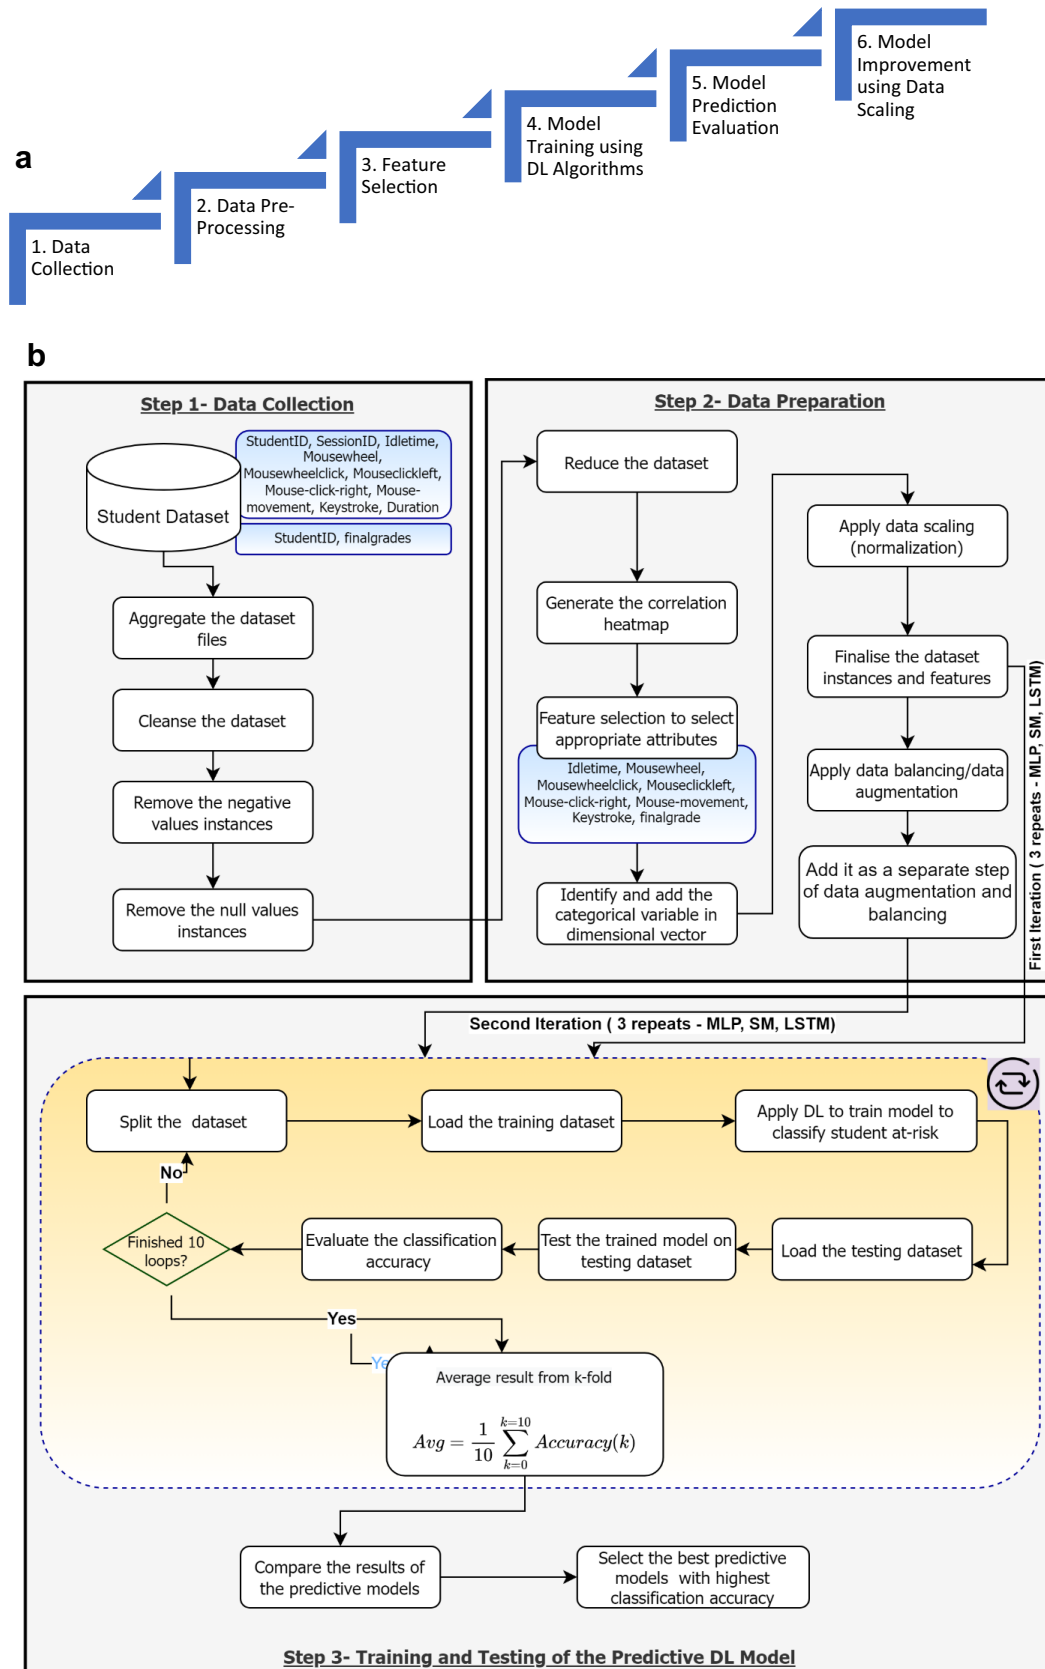 a
1. Data
Collection
2. Data Pre-
Processing
3. Feature
Selection
4. Model
Training using
DL Algorithms
5. Model
Prediction
Evaluation
6. Model
Improvement
using Data
Scaling
b
Step 1- Data Collection
Student Dataset
StudentID, SessionID, Idletime,
Mousewheel,
Mousewheelclick, Mouseclickleft,
Mouse-click-right, Mouse-
movement, Keystroke, Duration
StudentID, finalgrades
Aggregate the dataset
files
Cleanse the dataset
Remove the negative
values instances
Remove the null values
instances
Step 2- Data Preparation
Reduce the dataset
Generate the correlation
heatmap
Feature selection to select
appropriate attributes
Idletime, Mousewheel,
Mousewheelclick, Mouseclickleft,
Mouse-click-right, Mouse-movement,
Keystroke, finalgrade
Identify and add the
categorical variable in
dimensional vector
Apply data scaling
(normalization)
Finalise the dataset
instances and features
Apply data balancing/data
augmentation
Add it as a separate step
of data augmentation and
balancing
First Iteration ( 3 repeats - MLP, SM, LSTM)
Second Iteration ( 3 repeats - MLP, SM, LSTM)
Split the dataset
Load the training dataset
Apply DL to train model to
classify student at-risk
No
Finished 10
loops?
Evaluate the classification
accuracy
Test the trained model on
testing dataset
Load the testing dataset
Yes
Ye
Average result from k-fold
Avg = 1/10 ∑_{k=0}^{k=10} Accuracy(k)
Compare the results of
the predictive models
Select the best predictive
models with highest
classification accuracy
Step 3- Training and Testing of the Predictive DL Model